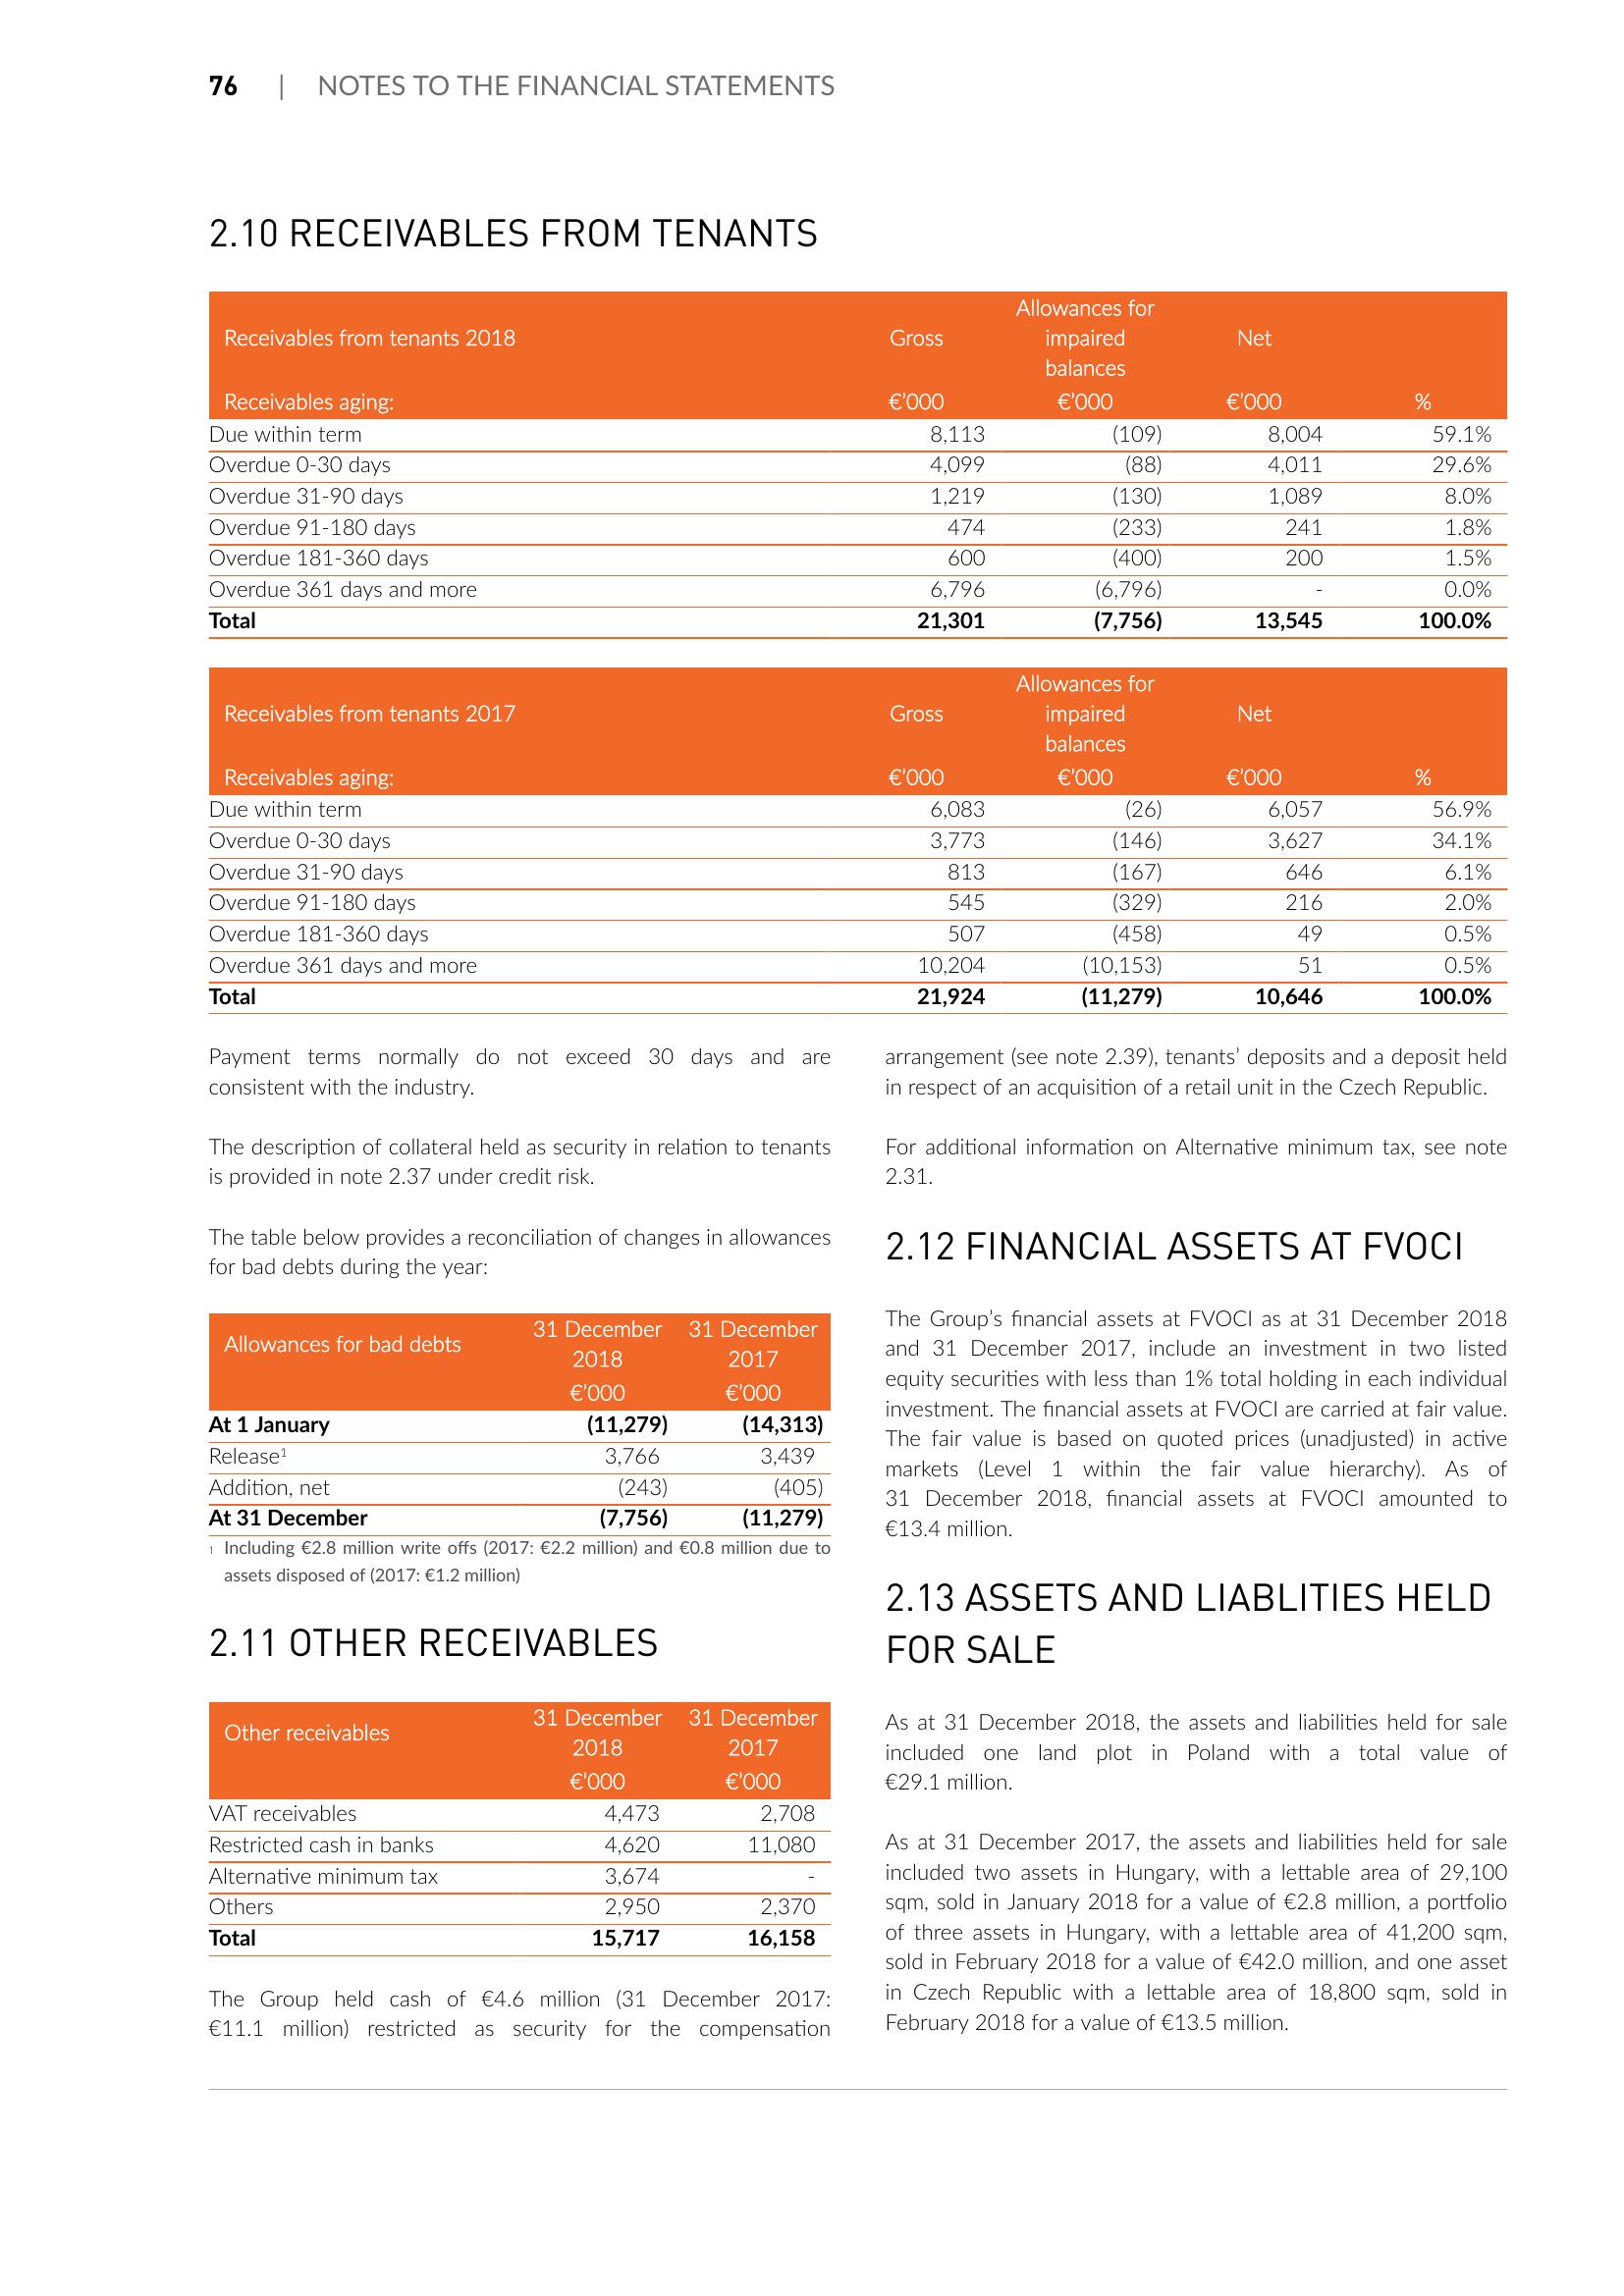 76 | NOTES TO THE FINANCIAL STATEMENTS
2.10 RECEIVABLES FROM TENANTS
Receivables from tenants 2018 Gross Allowances for impaired balances Net
Receivables aging: €’000 €’000 €’000 %
Due within term 8,113 (109) 8,004 59.1%
Overdue 0-30 days 4,099 (88) 4,011 29.6%
Overdue 31-90 days 1,219 (130) 1,089 8.0%
Overdue 91-180 days 474 (233) 241 1.8%
Overdue 181-360 days 600 (400) 200 1.5%
Overdue 361 days and more 6,796 (6,796) - 0.0%
Total 21,301 (7,756) 13,545 100.0%
Receivables from tenants 2017 Gross Allowances for impaired balances Net
Receivables aging: €’000 €’000 €’000 %
Due within term 6,083 (26) 6,057 56.9%
Overdue 0-30 days 3,773 (146) 3,627 34.1%
Overdue 31-90 days 813 (167) 646 6.1%
Overdue 91-180 days 545 (329) 216 2.0%
Overdue 181-360 days 507 (458) 49 0.5%
Overdue 361 days and more 10,204 (10,153) 51 0.5%
Total 21,924 (11,279) 10,646 100.0%
Payment terms normally do not exceed 30 days and are
consistent with the industry.
The description of collateral held as security in relation to tenants
is provided in note 2.37 under credit risk.
The table below provides a reconciliation of changes in allowances
for bad debts during the year:
Allowances for bad debts 31 December 2018 31 December 2017
€’000 €’000
At 1 January (11,279) (14,313)
Release¹ 3,766 3,439
Addition, net (243) (405)
At 31 December (7,756) (11,279)
¹ Including €2.8 million write offs (2017: €2.2 million) and €0.8 million due to
assets disposed of (2017: €1.2 million)
2.11 OTHER RECEIVABLES
Other receivables 31 December 2018 31 December 2017
€’000 €’000
VAT receivables 4,473 2,708
Restricted cash in banks 4,620 11,080
Alternative minimum tax 3,674 -
Others 2,950 2,370
Total 15,717 16,158
The Group held cash of €4.6 million (31 December 2017:
€11.1 million) restricted as security for the compensation
arrangement (see note 2.39), tenants’ deposits and a deposit held
in respect of an acquisition of a retail unit in the Czech Republic.
For additional information on Alternative minimum tax, see note
2.31.
2.12 FINANCIAL ASSETS AT FVOCI
The Group’s financial assets at FVOCI as at 31 December 2018
and 31 December 2017, include an investment in two listed
equity securities with less than 1% total holding in each individual
investment. The financial assets at FVOCI are carried at fair value.
The fair value is based on quoted prices (unadjusted) in active
markets (Level 1 within the fair value hierarchy). As of
31 December 2018, financial assets at FVOCI amounted to
€13.4 million.
2.13 ASSETS AND LIABLITIES HELD
FOR SALE
As at 31 December 2018, the assets and liabilities held for sale
included one land plot in Poland with a total value of
€29.1 million.
As at 31 December 2017, the assets and liabilities held for sale
included two assets in Hungary, with a lettable area of 29,100
sqm, sold in January 2018 for a value of €2.8 million, a portfolio
of three assets in Hungary, with a lettable area of 41,200 sqm,
sold in February 2018 for a value of €42.0 million, and one asset
in Czech Republic with a lettable area of 18,800 sqm, sold in
February 2018 for a value of €13.5 million.